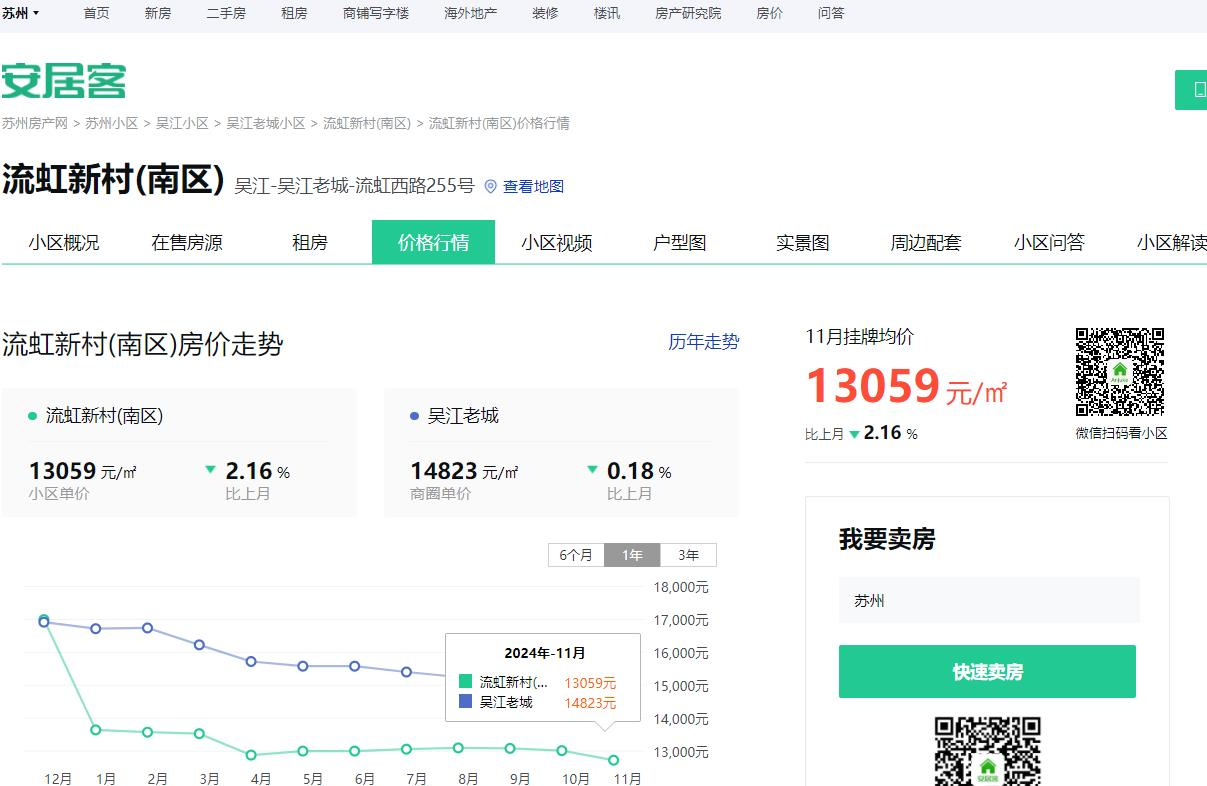 苏州 首页 新房 二手房 租房 商铺写字楼 海外地产 装修 楼讯 房产研究院 房价 问答
安居客
苏州房产网 > 苏州小区 > 吴江小区 > 吴江老城小区 > 流虹新村(南区) > 流虹新村(南区)价格行情
流虹新村(南区) 吴江-吴江老城-流虹西路255号 查看地图
小区概况 在售房源 租房 价格行情 小区视频 户型图 实景图 周边配套 小区问答 小区解读
流虹新村(南区)房价走势 历年走势
流虹新村(南区)
13059 元/㎡ 2.16 %
小区单价 比上月
吴江老城
14823 元/㎡ 0.18 %
商圈单价 比上月
6个月 1年 3年
18,000元
17,000元
16,000元
15,000元
14,000元
13,000元
2024年-11月
流虹新村(... 13059元
吴江老城 14823元
12月 1月 2月 3月 4月 5月 6月 7月 8月 9月 10月 11月
11月挂牌均价
13059 元/㎡
比上月 2.16 %
Anjuke
微信扫码看小区
我要卖房
苏州
快速卖房
安居客